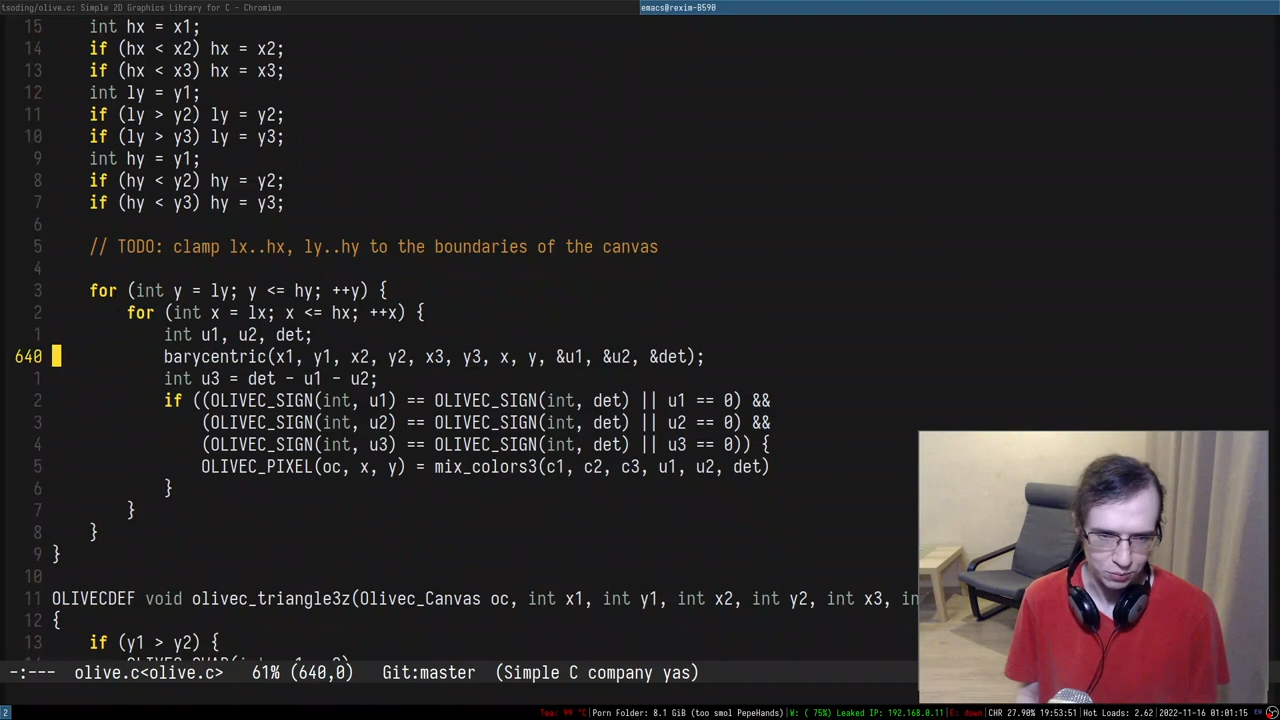 tsoding/olive.c: Simple 2D Graphics Library for C - Chromium
emacs@rexim-B590
15 int hx = x1;
14 if (hx < x2) hx = x2;
13 if (hx < x3) hx = x3;
12 int ly = y1;
11 if (ly > y2) ly = y2;
10 if (ly > y3) ly = y3;
9 int hy = y1;
8 if (hy < y2) hy = y2;
7 if (hy < y3) hy = y3;
6
5 // TODO: clamp lx..hx, ly..hy to the boundaries of the canvas
4
3 for (int y = ly; y <= hy; ++y) {
2 for (int x = lx; x <= hx; ++x) {
1 int u1, u2, det;
640 barycentric(x1, y1, x2, y2, x3, y3, x, y, &u1, &u2, &det);
1 int u3 = det - u1 - u2;
2 if ((OLIVEC_SIGN(int, u1) == OLIVEC_SIGN(int, det) || u1 == 0) &&
3 (OLIVEC_SIGN(int, u2) == OLIVEC_SIGN(int, det) || u2 == 0) &&
4 (OLIVEC_SIGN(int, u3) == OLIVEC_SIGN(int, det) || u3 == 0)) {
5 OLIVEC_PIXEL(oc, x, y) = mix_colors3(c1, c2, c3, u1, u2, det)
6 }
7 }
8 }
9 }
10
11 OLIVECDEF void olivec_triangle3z(Olivec_Canvas oc, int x1, int y1, int x2, int y2, int x3, in
12 {
13 if (y1 > y2) {
-:--- olive.c<olive.c> 61% (640,0) Git:master (Simple C company yas)
2
Tea: 99 °C|Porn Folder: 8.1 GiB (too smol PepeHands)|W: ( 75%) Leaked IP: 192.168.0.11|E: down|CHR 27.90% 19:53:51|Hot Loads: 2.62|2022-11-16 01:01:15 EN